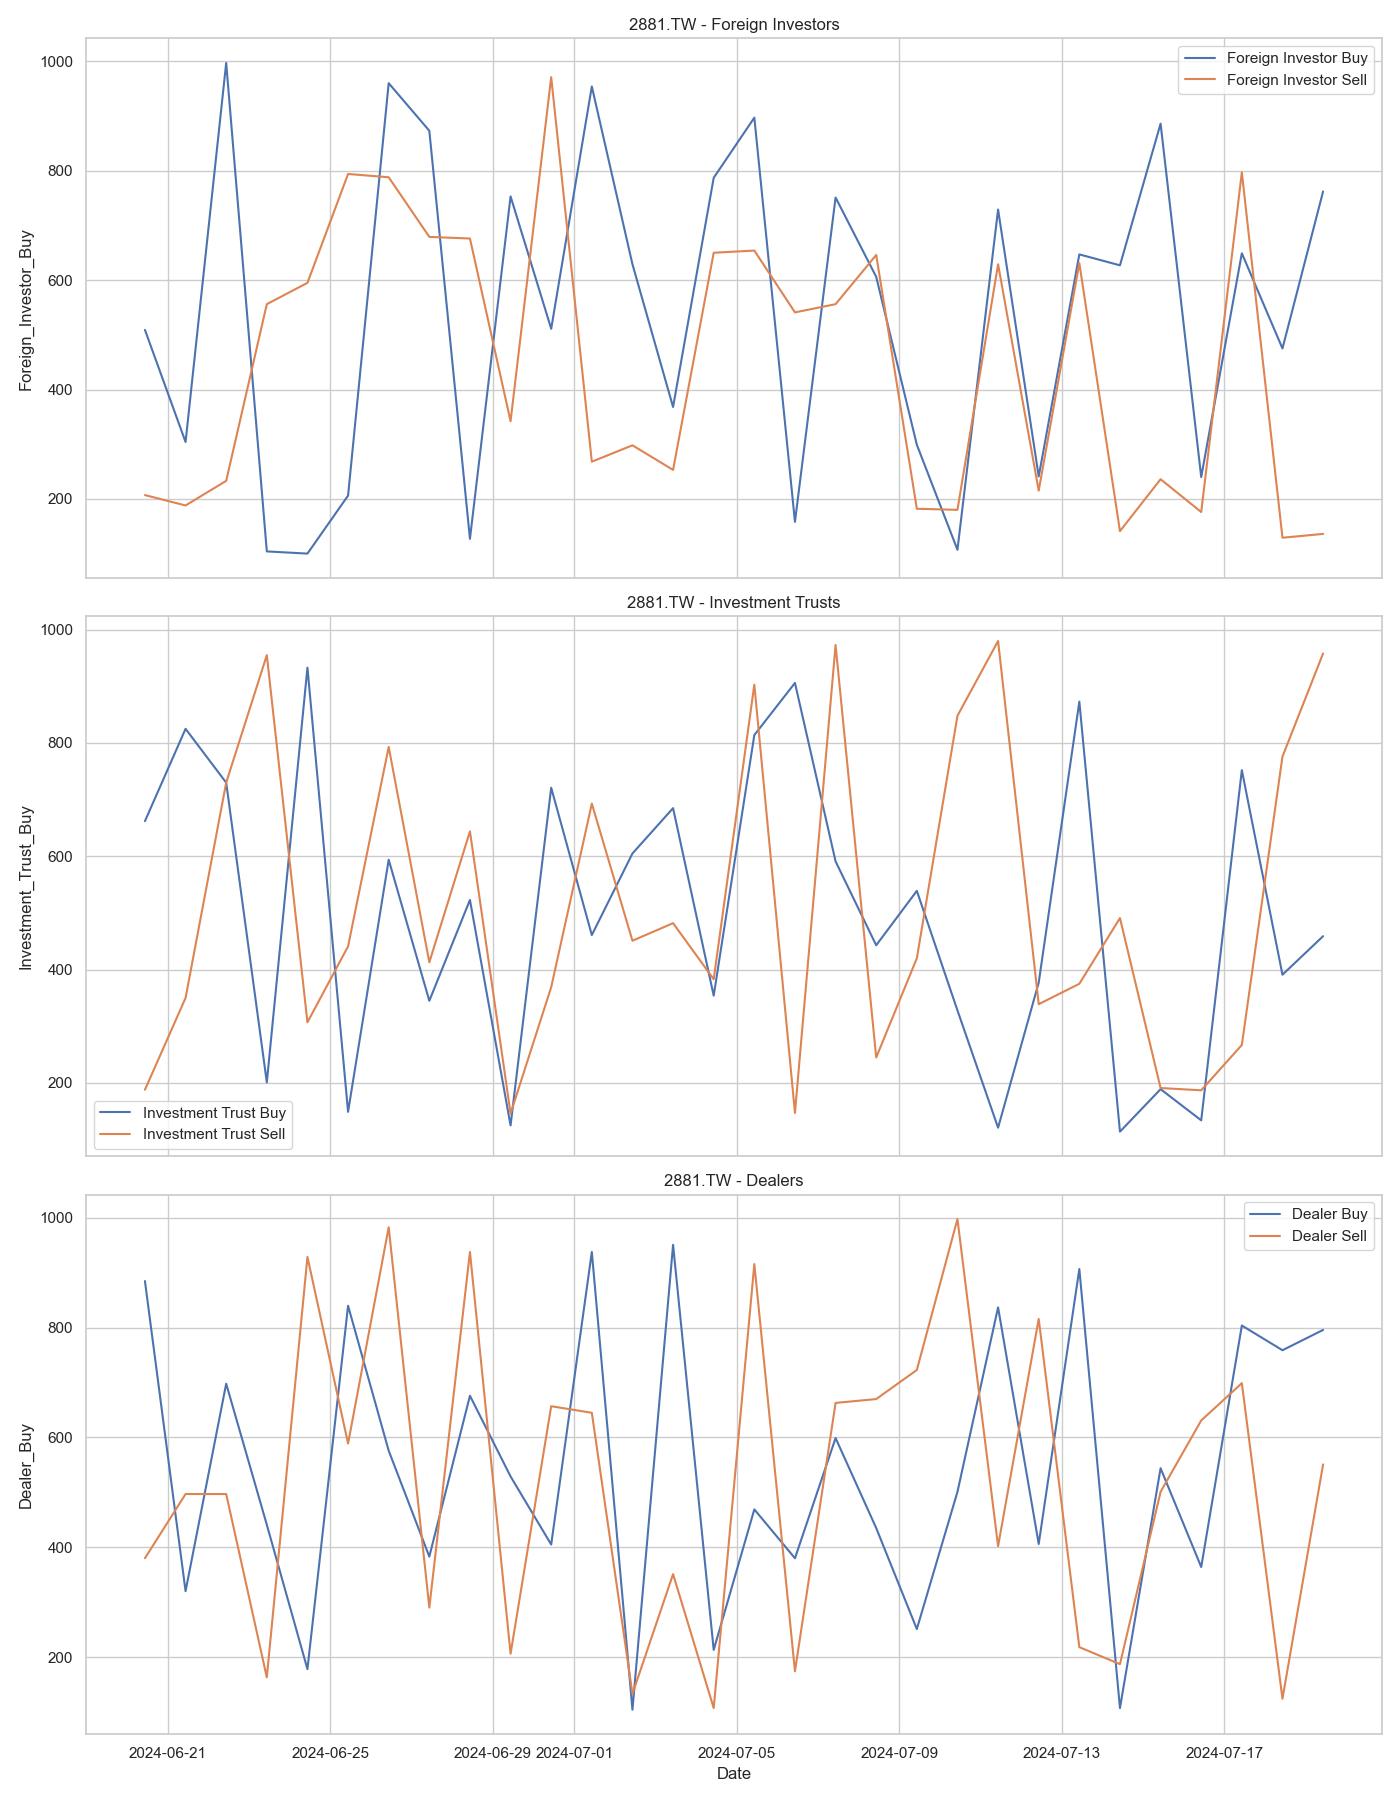 2881.TW - Foreign Investors
Foreign Investor Buy
Foreign Investor Sell
Foreign_Investor_Buy
1000
800
600
400
200
2881.TW - Investment Trusts
Investment_Trust_Buy
1000
800
600
400
200
Investment Trust Buy
Investment Trust Sell
2881.TW - Dealers
Dealer Buy
Dealer Sell
Dealer_Buy
1000
800
600
400
200
2024-06-21 2024-06-25 2024-06-29 2024-07-01 2024-07-05 2024-07-09 2024-07-13 2024-07-17
Date